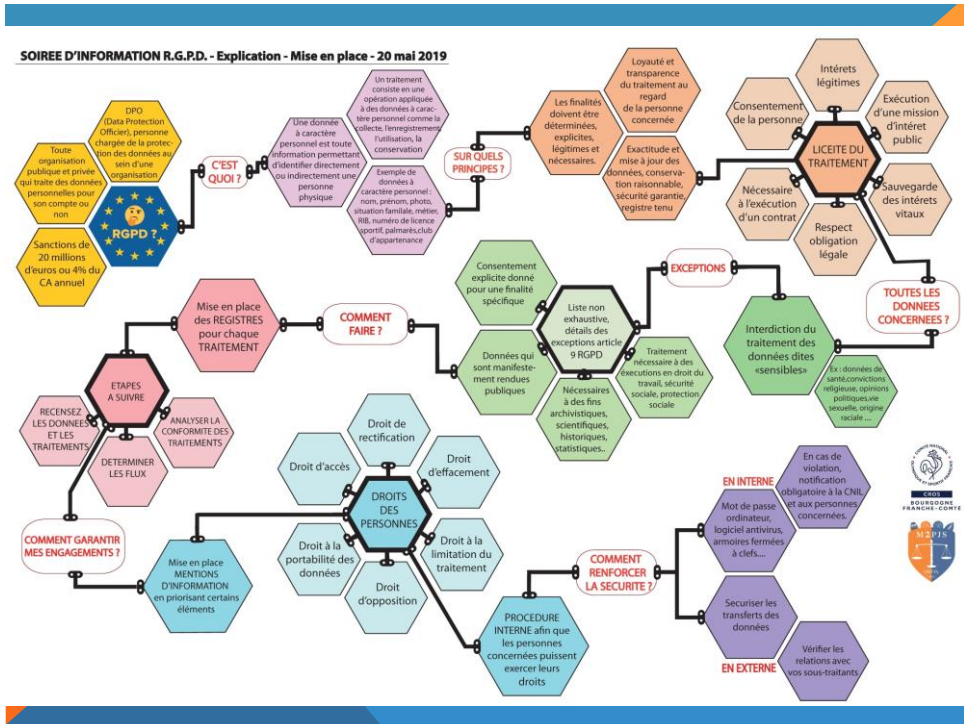 SOIREE D'INFORMATION R.G.P.D. - Explication - Mise en place - 20 mai 2019
DPO
(Data Protection
Officier), personne
chargée de la protec-
tion des données au
sein d'une
organisation
Toute
organisation
publique et privée
qui traite des données
personnelles pour
son compte ou
non
RGPD ?
Sanctions de
20 millions
d'euros ou 4% du
CA annuel
C'EST
QUOI ?
Une donnée à
caractère
personnel est toute
information permettant
d'identifier directement
ou indirectement une
personne
physique
Un traitement
consiste en une
opération appliquée
à des données à carac-
tère personnel comme la
collecte, l'enregistrement,
l'utilisation, la
conservation
Exemple de
données à
caractère personnel :
nom, prénom, photo,
situation familale, métier,
RIB, numéro de licence
sportif, palmarès,club
d'appartenance
SUR QUELS
PRINCIPES ?
Les finalités
doivent être
déterminées,
explicites,
légitimes et
nécessaires.
Loyauté et
transparence
du traitement au
regard
de la personne
concernée
Exactitude et
mise à jour des
données, conserva-
tion raisonnable,
sécurité garantie,
registre tenu
LICEITE DU
TRAITEMENT
Intérets
légitimes
Consentement
de la personne
Exécution
d'une mission
d'intéret
public
Nécessaire
à l'exécution
d'un contrat
Sauvegarde
des intérets
vitaux
Respect
obligation
légale
TOUTES LES
DONNEES
CONCERNEES ?
Interdiction du
traitement des
données dites
«sensibles»
Ex : données de
santé,convictions
religieuse, opinions
politiques,vie
sexuelle, origine
raciale ....
EXCEPTIONS
Liste non
exhaustive,
détails des
exceptions article
9 RGPD
Consentement
explicite donné
pour une finalité
spécifique
Données qui
sont manifeste-
ment rendues
publiques
Nécessaires
à des fins
archivistiques,
scientifiques,
historiques,
statistiques..
Traitement
nécessaire à des
executions en droit du
travail, sécurité
sociale, protection
sociale
COMMENT
FAIRE ?
Mise en place
des REGISTRES
pour chaque
TRAITEMENT
ETAPES
A SUIVRE
RECENSEZ
LES DONNEES
ET LES
TRAITEMENTS
DETERMINER
LES FLUX
ANALYSER LA
CONFORMITE DES
TRAITEMENTS
COMMENT GARANTIR
MES ENGAGEMENTS ?
Mise en place
MENTIONS
D'INFORMATION
en priorisant certains
éléments
DROITS
DES
PERSONNES
Droit de
rectification
Droit d'accès
Droit
d'effacement
Droit à la
portabilité des
données
Droit à la
limitation du
traitement
Droit
d'opposition
PROCEDURE
INTERNE afin que
les personnes
concernées puissent
exercer leurs
droits
COMMENT
RENFORCER
LA SECURITE ?
EN INTERNE
Mot de passe
ordinateur,
logiciel antivirus,
armoires fermées
à clefs....
En cas de
violation,
notification
obligatoire à la CNIL
et aux personnes
concernées.
Securiser les
transferts des
données
EN EXTERNE
Vérifier les
relations avec
vos sous-traitants
CROS
BOURGOGNE
FRANCHE-COMTÉ
M2PJS